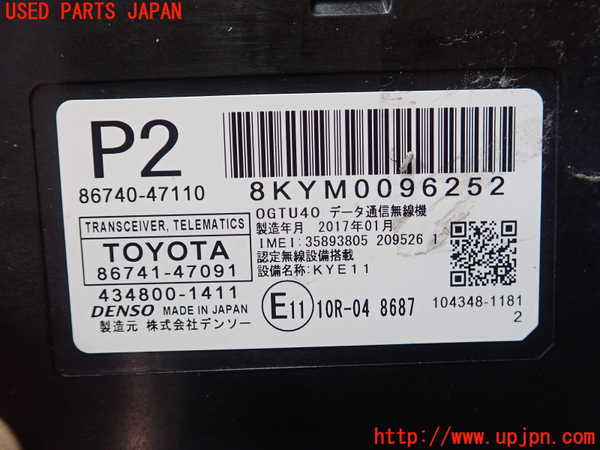 USED PARTS JAPAN
P2
86740-47110
8KYM0096252
TRANSCEIVER, TELEMATICS
TOYOTA
86741-47091
434800-1411
DENSO MADE IN JAPAN
製造元 株式会社デンソー
OGTU40 データ通信無線機
製造年月 2017年01月
IMEI:35893805 209526 1
認定無線設備搭載
設備名称:KYE11
E11 10R-04 8687
104348-1181
2
http://www.upjpn.com/